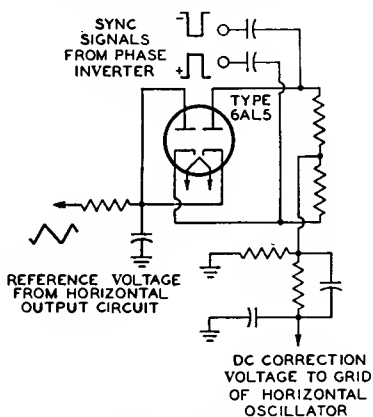 SYNC
SIGNALS
FROM PHASE
INVERTER
−
+
TYPE
6AL5
REFERENCE VOLTAGE
FROM HORIZONTAL
OUTPUT CIRCUIT
DC CORRECTION
VOLTAGE TO GRID
OF HORIZONTAL
OSCILLATOR